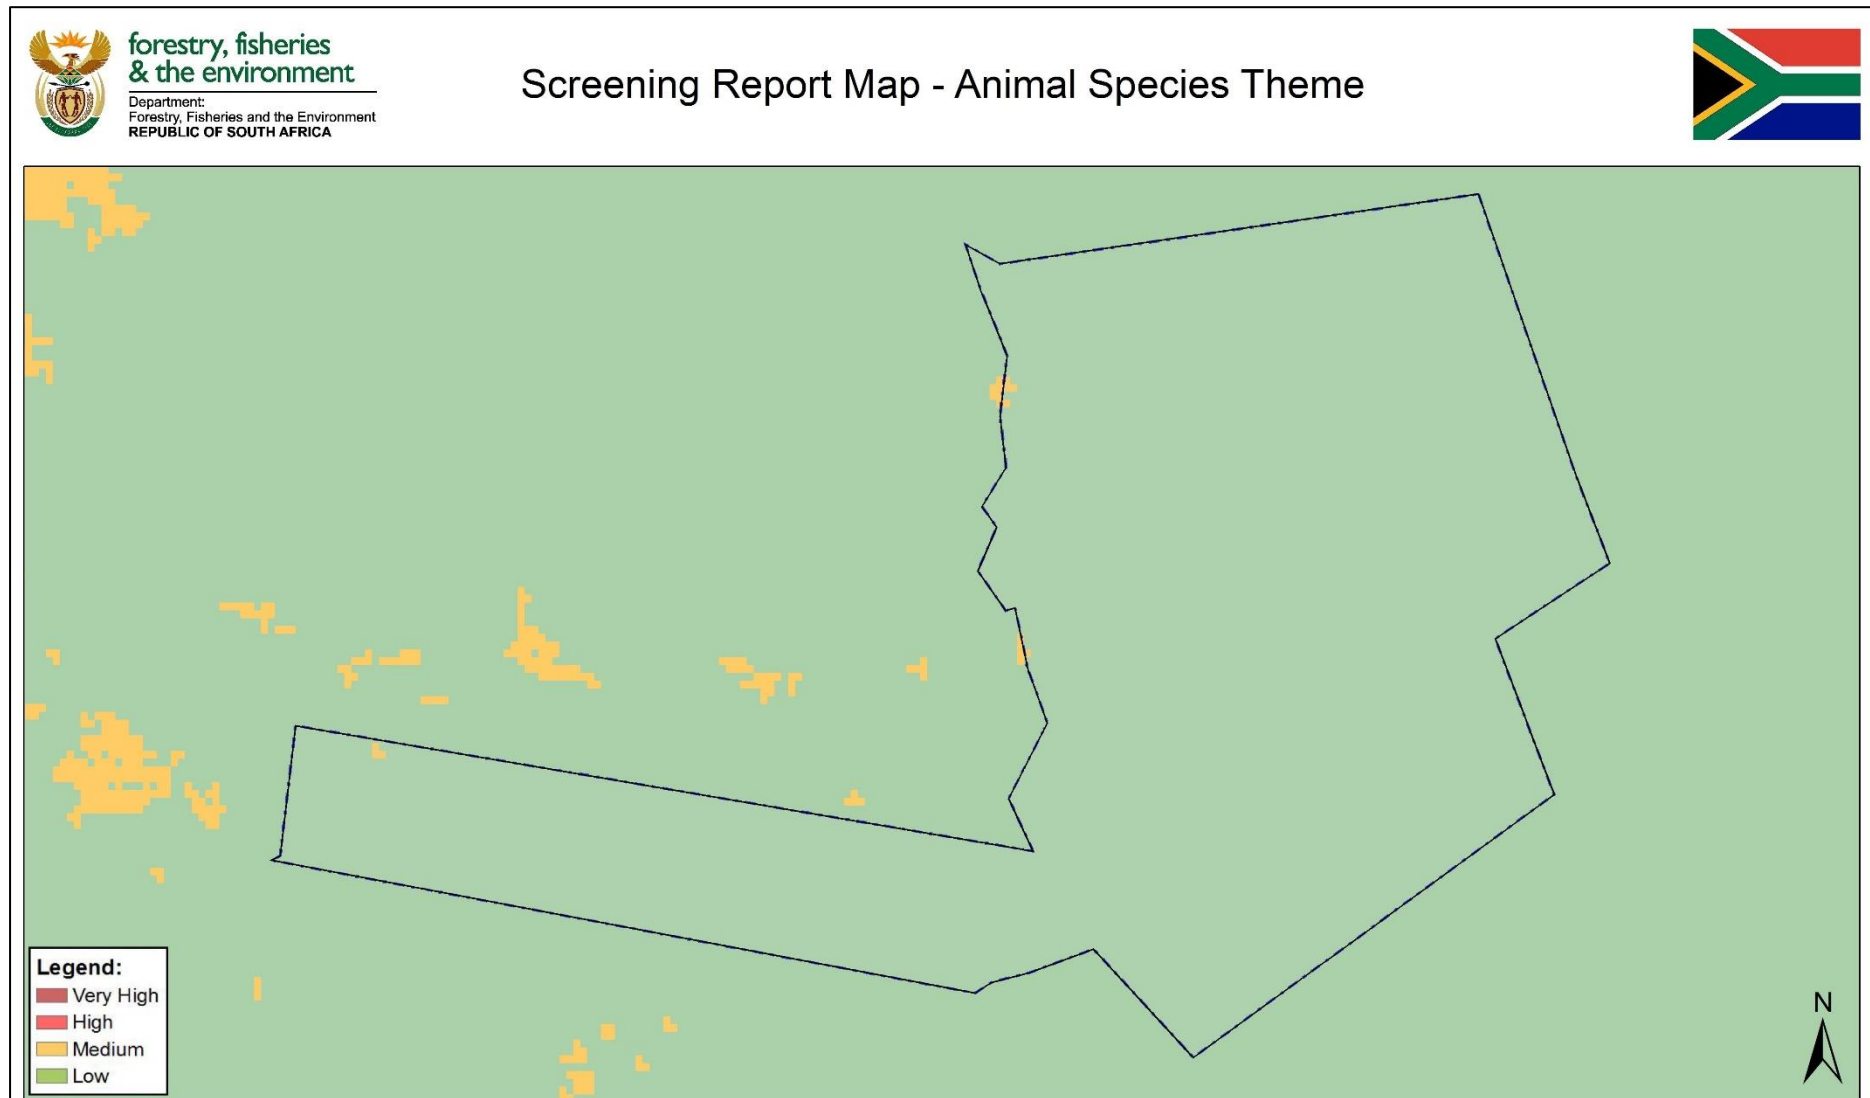 forestry, fisheries
& the environment
Department:
Forestry, Fisheries and the Environment
REPUBLIC OF SOUTH AFRICA
Screening Report Map - Animal Species Theme
Legend:
Very High
High
Medium
Low
N